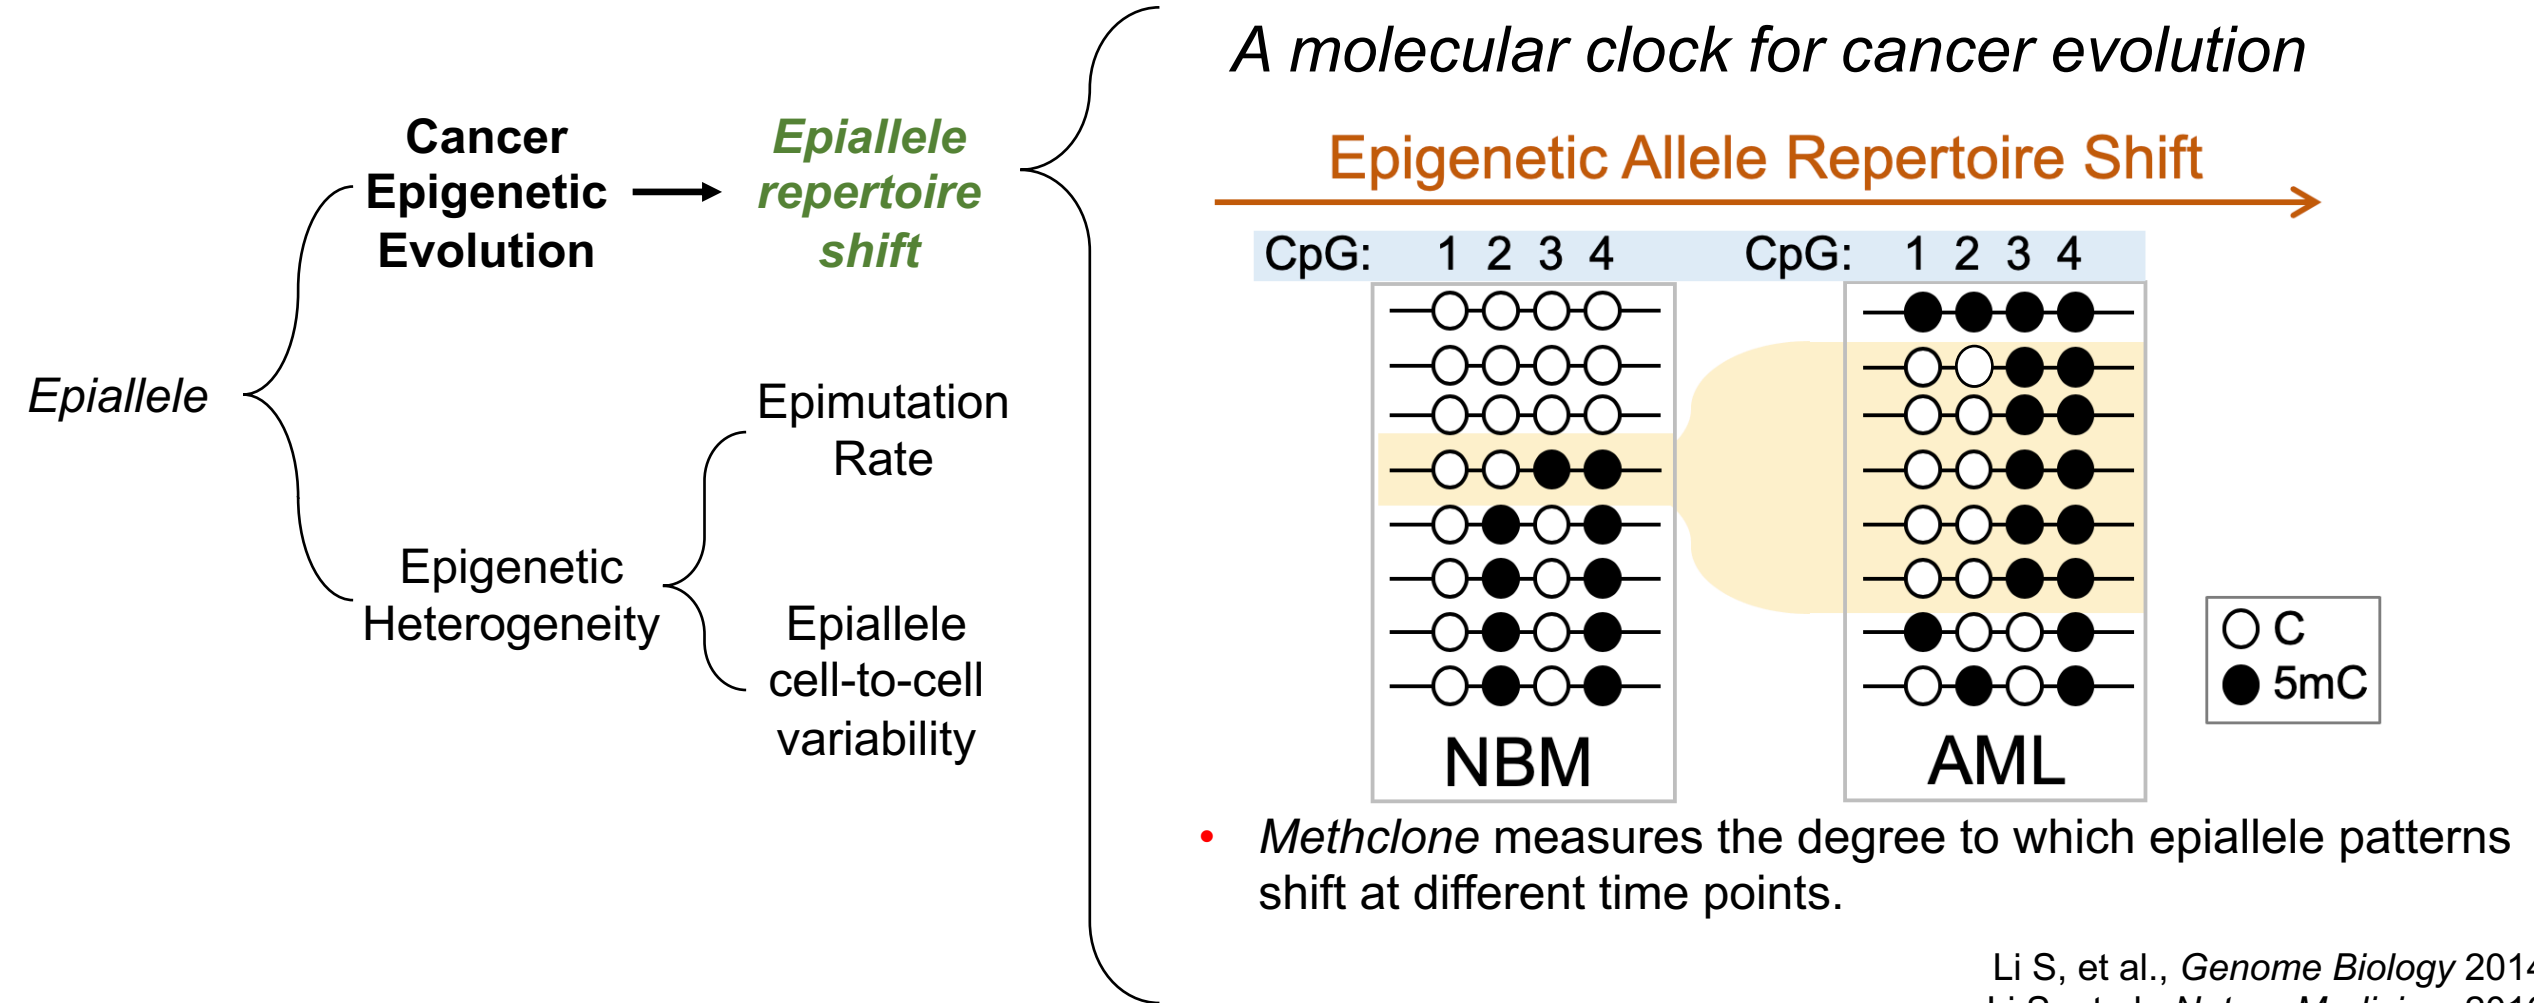 A molecular clock for cancer evolution
Cancer
Epigenetic
Evolution
Epiallele
repertoire
shift
Epiallele
Epimutation
Rate
Epigenetic
Heterogeneity
Epiallele
cell-to-cell
variability
Epigenetic Allele Repertoire Shift
CpG: 1 2 3 4 CpG: 1 2 3 4
NBM
AML
C
5mC
• Methclone measures the degree to which epiallele patterns
shift at different time points.
Li S, et al., Genome Biology 2014